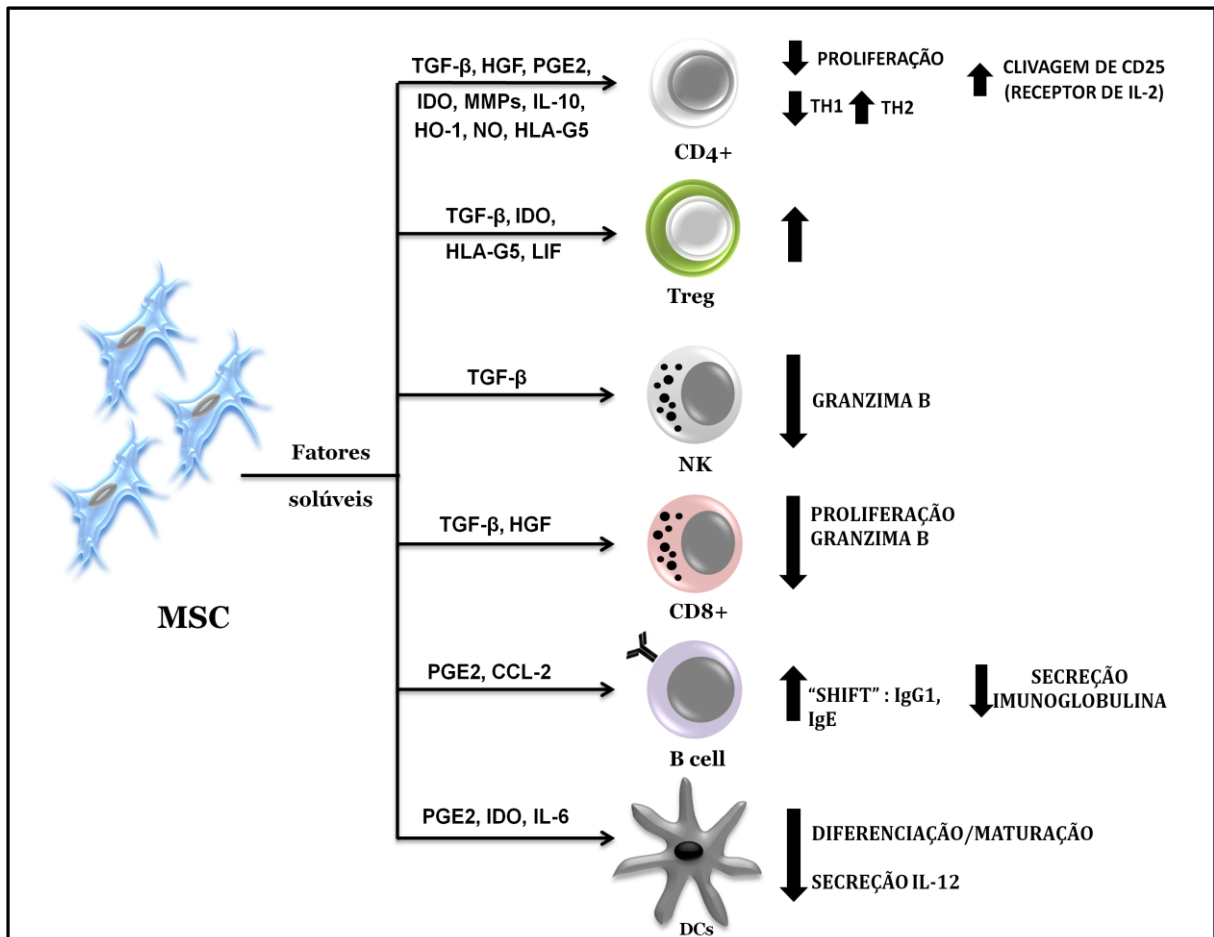 TGF-β, HGF, PGE2,
IDO, MMPs, IL-10,
HO-1, NO, HLA-G5
CD4+
PROLIFERAÇÃO
TH1 TH2
CLIVAGEM DE CD25
(RECEPTOR DE IL-2)
TGF-β, IDO,
HLA-G5, LIF
Treg
TGF-β
NK
GRANZIMA B
Fatores
solúveis
MSC
TGF-β, HGF
CD8+
PROLIFERAÇÃO
GRANZIMA B
PGE2, CCL-2
B cell
“SHIFT” : IgG1,
IgE
SECREÇÃO
IMUNOGLOBULINA
PGE2, IDO, IL-6
DCs
DIFERENCIAÇÃO/MATURAÇÃO
SECREÇÃO IL-12